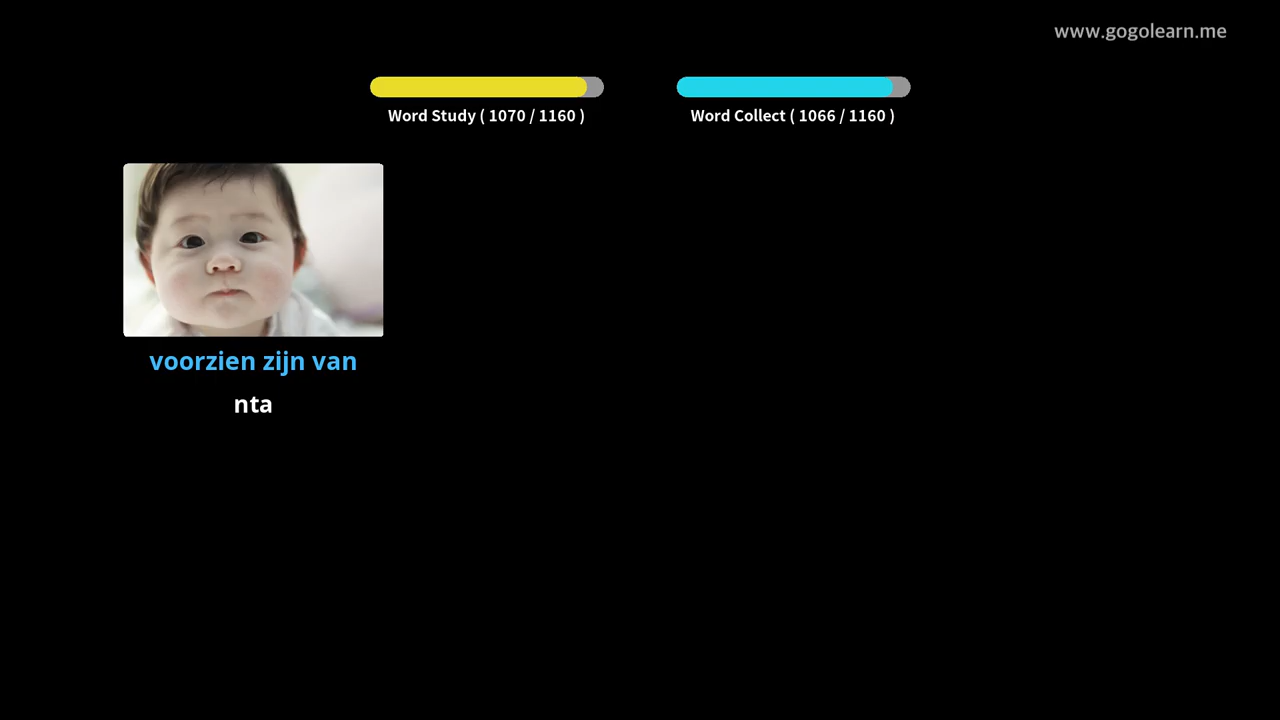 www.gogolearn.me
Word Study ( 1070 / 1160 )
Word Collect ( 1066 / 1160 )
voorzien zijn van
nta